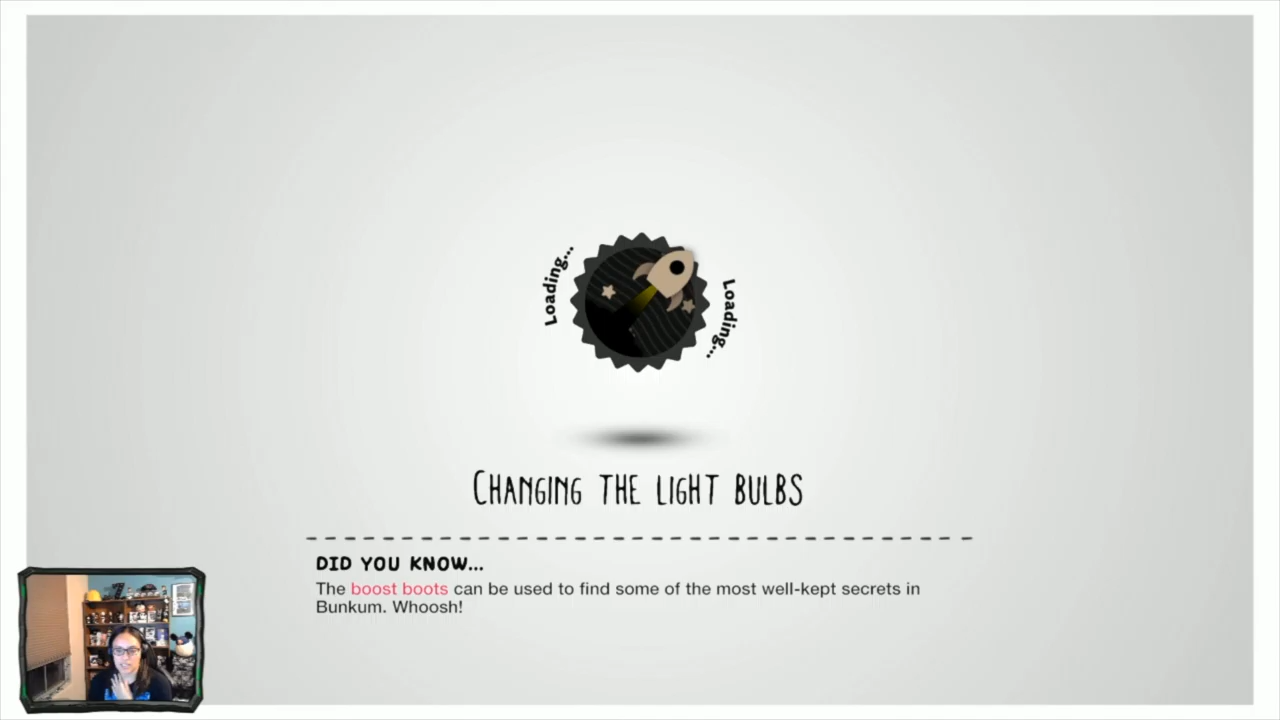 Loading...
Loading...
CHANGING THE LIGHT BULBS
DID YOU KNOW...
The boost boots can be used to find some of the most well-kept secrets in
Bunkum. Whoosh!